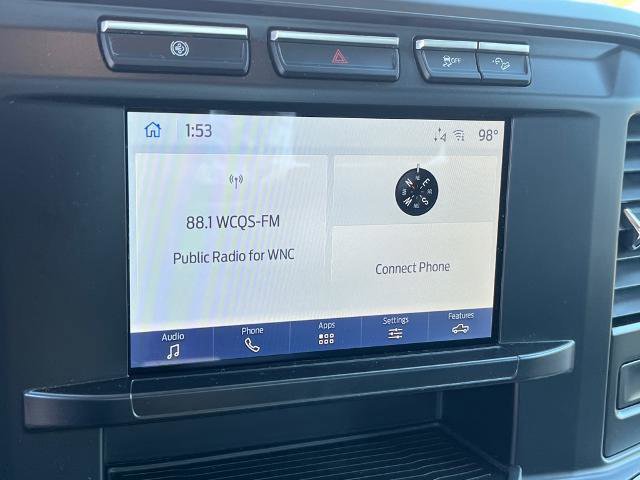 OFF
1:53
98°
88.1 WCQS-FM
Public Radio for WNC
N
E
S
W
Connect Phone
Audio
Phone
Apps
Settings
Features